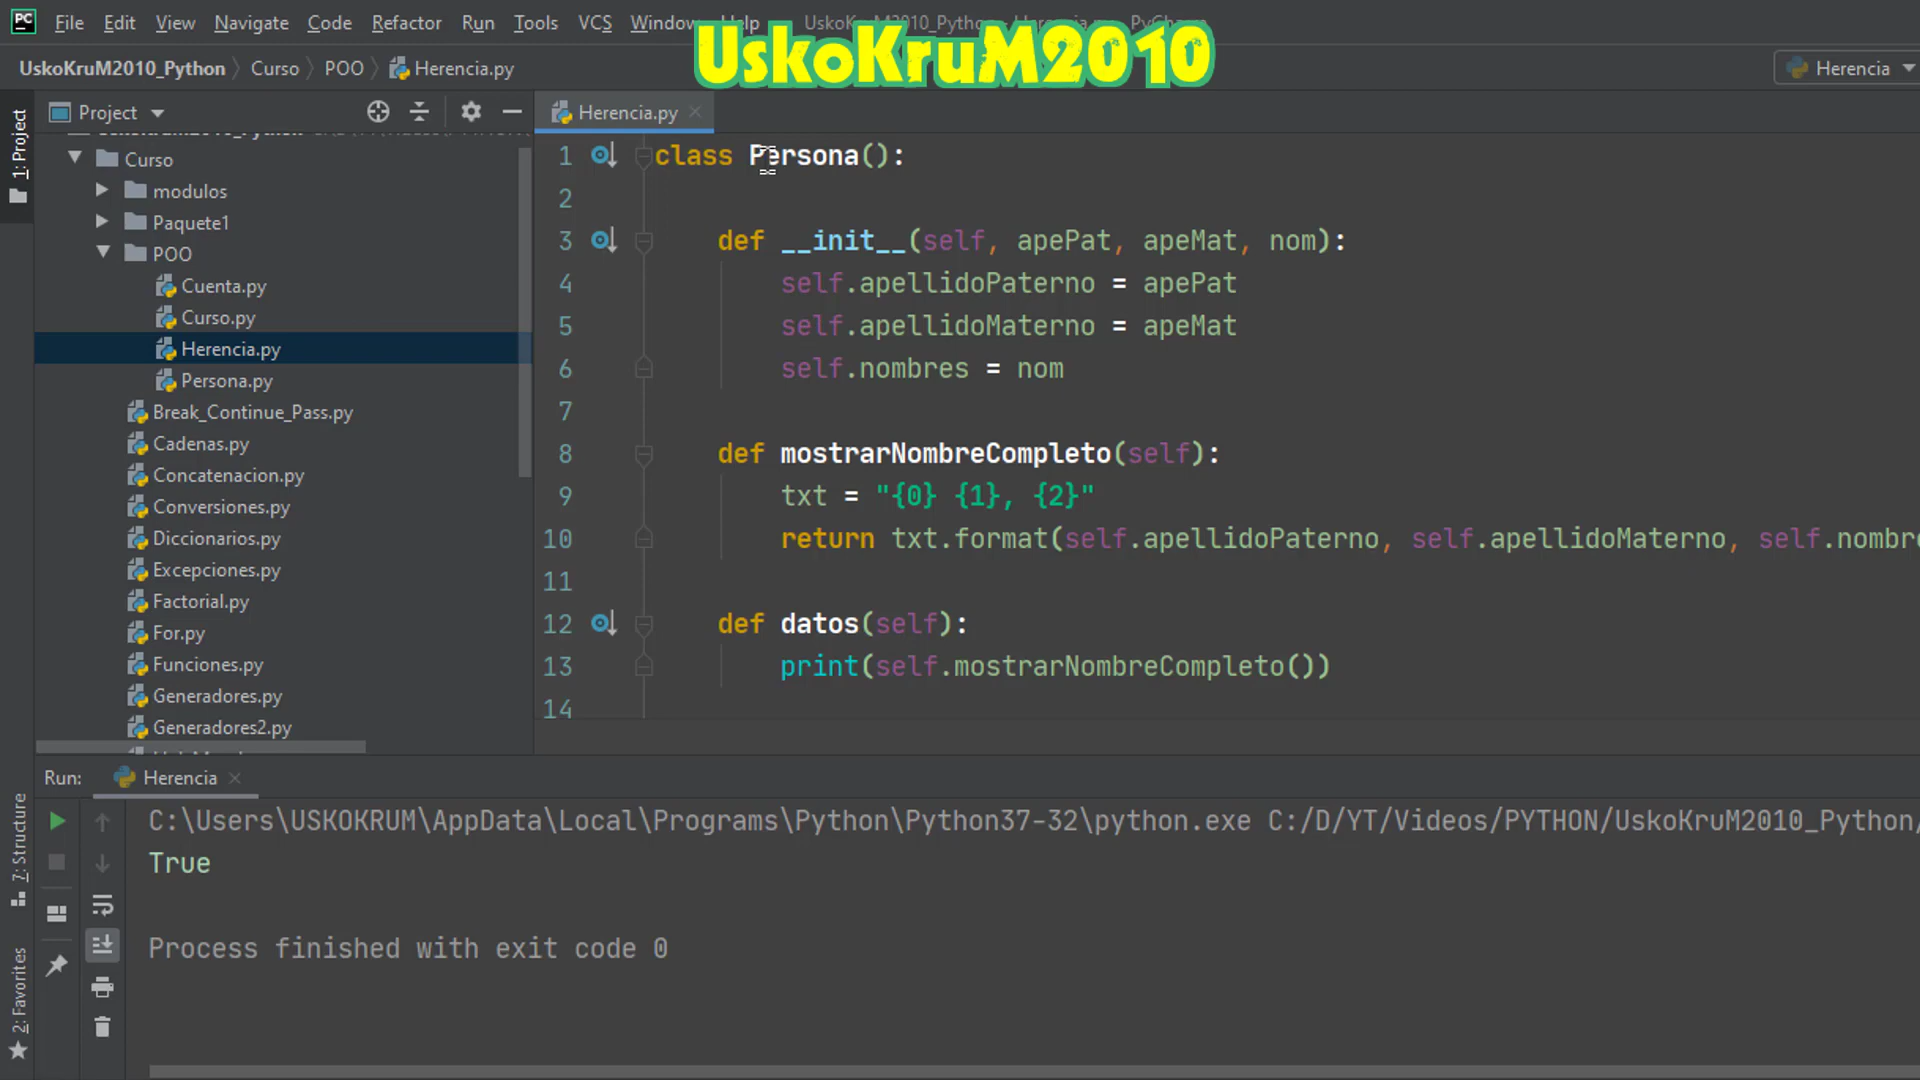 File Edit View Navigate Code Refactor Run Tools VCS Window Help
UskoKruM2010
UskoKruM2010_Python Curso POO Herencia.py
Herencia
Project
Herencia.py
1: Project
Curso
modulos
Paquete1
POO
Cuenta.py
Curso.py
Herencia.py
Persona.py
Break_Continue_Pass.py
Cadenas.py
Concatenacion.py
Conversiones.py
Diccionarios.py
Excepciones.py
Factorial.py
For.py
Funciones.py
Generadores.py
Generadores2.py
1 class Persona():
2
3 def __init__(self, apePat, apeMat, nom):
4 self.apellidoPaterno = apePat
5 self.apellidoMaterno = apeMat
6 self.nombres = nom
7
8 def mostrarNombreCompleto(self):
9 txt = "{0} {1}, {2}"
10 return txt.format(self.apellidoPaterno, self.apellidoMaterno, self.nombre
11
12 def datos(self):
13 print(self.mostrarNombreCompleto())
14
Run: Herencia
7: Structure
2: Favorites
C:\Users\USKOKRUM\AppData\Local\Programs\Python\Python37-32\python.exe C:/D/YT/Videos/PYTHON/UskoKruM2010_Python/
True
Process finished with exit code 0